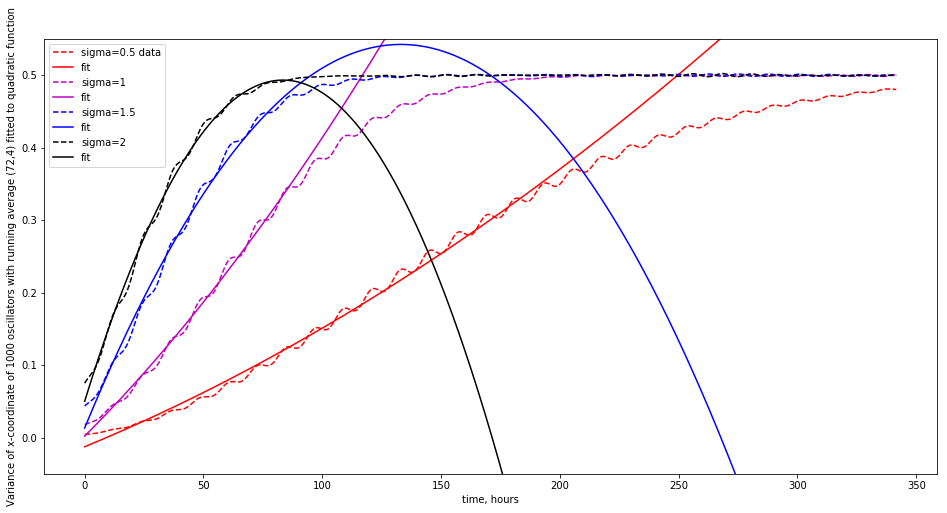 Variance of x-coordinate of 1000 oscillators with running average (72,4) fitted to quadratic function
sigma=0.5 data
fit
sigma=1
fit
sigma=1.5
fit
sigma=2
fit
0.5
0.4
0.3
0.2
0.1
0.0
0
50
100
150
200
250
300
350
time, hours